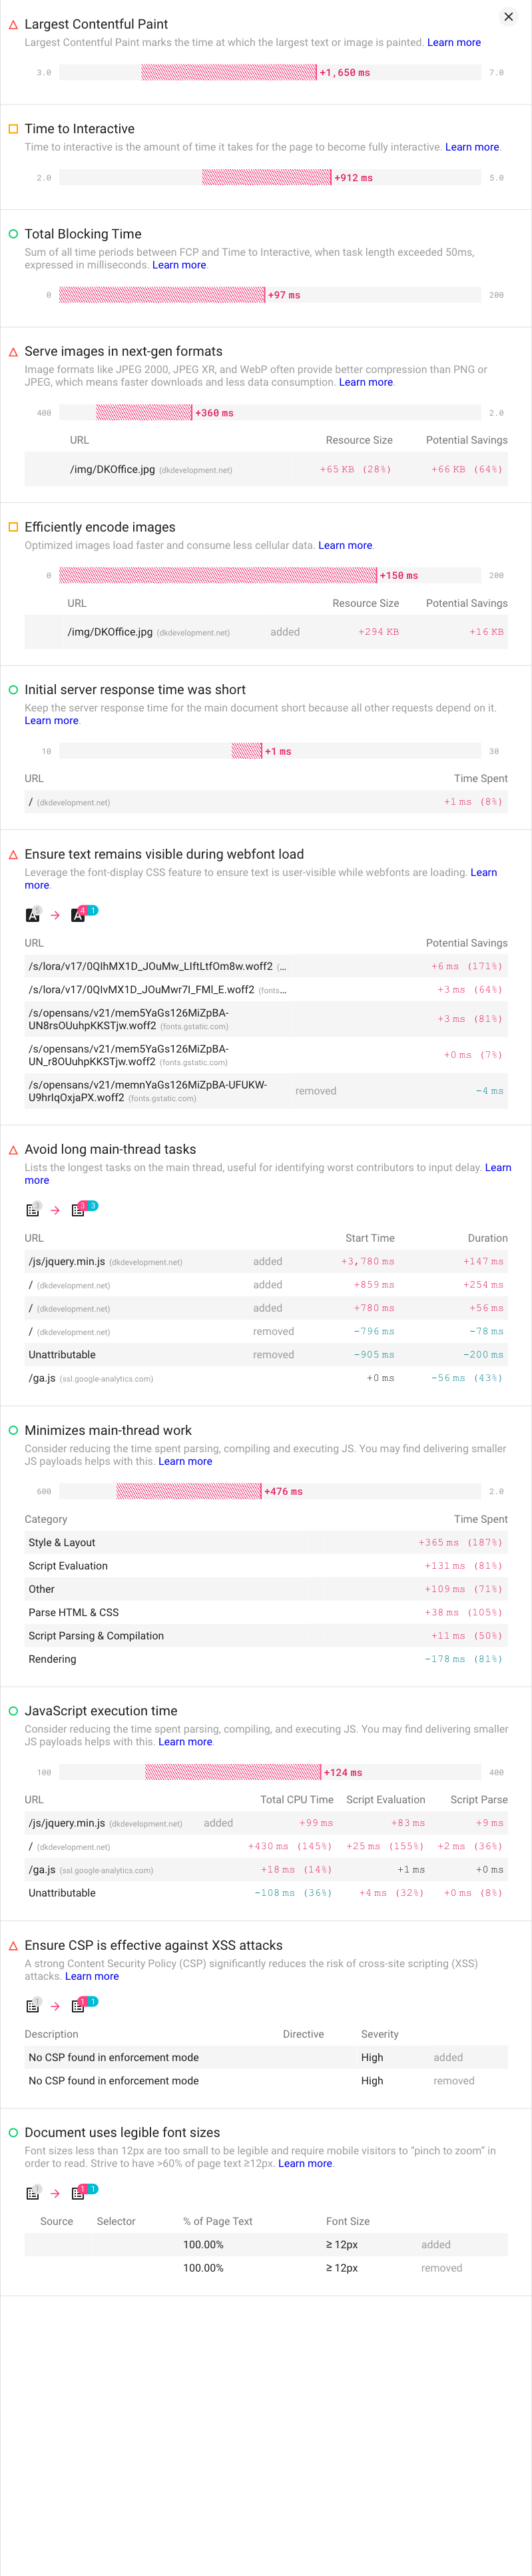 Largest Contentful Paint
Largest Contentful Paint marks the time at which the largest text or image is painted. Learn more
3.0 +1,650 ms 7.0
Time to Interactive
Time to interactive is the amount of time it takes for the page to become fully interactive. Learn more.
2.0 +912 ms 5.0
Total Blocking Time
Sum of all time periods between FCP and Time to Interactive, when task length exceeded 50ms,
expressed in milliseconds. Learn more.
0 +97 ms 200
Serve images in next-gen formats
Image formats like JPEG 2000, JPEG XR, and WebP often provide better compression than PNG or
JPEG, which means faster downloads and less data consumption. Learn more.
400 +360 ms 2.0
URL Resource Size Potential Savings
/img/DKOffice.jpg (dkdevelopment.net) +65 KB (28%) +66 KB (64%)
Efficiently encode images
Optimized images load faster and consume less cellular data. Learn more.
0 +150 ms 200
URL Resource Size Potential Savings
/img/DKOffice.jpg (dkdevelopment.net) added +294 KB +16 KB
Initial server response time was short
Keep the server response time for the main document short because all other requests depend on it.
Learn more.
10 +1 ms 30
URL Time Spent
/ (dkdevelopment.net) +1 ms (8%)
Ensure text remains visible during webfont load
Leverage the font-display CSS feature to ensure text is user-visible while webfonts are loading. Learn
more.
A 5 → A 4 1
URL Potential Savings
/s/lora/v17/0QIhMX1D_JOuMw_LIftLtfOm8w.woff2 (...
+6 ms (171%)
/s/lora/v17/0QIvMX1D_JOuMwr7I_FMl_E.woff2 (fonts...
+3 ms (64%)
/s/opensans/v21/mem5YaGs126MiZpBA-
UN8rsOUuhpKKSTjw.woff2 (fonts.gstatic.com)
+3 ms (81%)
/s/opensans/v21/mem5YaGs126MiZpBA-
UN_r8OUuhpKKSTjw.woff2 (fonts.gstatic.com)
+0 ms (7%)
/s/opensans/v21/memnYaGs126MiZpBA-UFUKW-
U9hrIqOxjaPX.woff2 (fonts.gstatic.com)
removed -4 ms
Avoid long main-thread tasks
Lists the longest tasks on the main thread, useful for identifying worst contributors to input delay. Learn
more
3 → 3 3
URL Start Time Duration
/js/jquery.min.js (dkdevelopment.net) added +3,780 ms +147 ms
/ (dkdevelopment.net) added +859 ms +254 ms
/ (dkdevelopment.net) added +780 ms +56 ms
/ (dkdevelopment.net) removed -796 ms -78 ms
Unattributable removed -905 ms -200 ms
/ga.js (ssl.google-analytics.com) +0 ms -56 ms (43%)
Minimizes main-thread work
Consider reducing the time spent parsing, compiling and executing JS. You may find delivering smaller
JS payloads helps with this. Learn more
600 +476 ms 2.0
Category Time Spent
Style & Layout +365 ms (187%)
Script Evaluation +131 ms (81%)
Other +109 ms (71%)
Parse HTML & CSS +38 ms (105%)
Script Parsing & Compilation +11 ms (50%)
Rendering -178 ms (81%)
JavaScript execution time
Consider reducing the time spent parsing, compiling, and executing JS. You may find delivering smaller
JS payloads helps with this. Learn more.
100 +124 ms 400
URL Total CPU Time Script Evaluation Script Parse
/js/jquery.min.js (dkdevelopment.net) added +99 ms +83 ms +9 ms
/ (dkdevelopment.net) +430 ms (145%) +25 ms (155%) +2 ms (36%)
/ga.js (ssl.google-analytics.com) +18 ms (14%) +1 ms +0 ms
Unattributable -108 ms (36%) +4 ms (32%) +0 ms (8%)
Ensure CSP is effective against XSS attacks
A strong Content Security Policy (CSP) significantly reduces the risk of cross-site scripting (XSS)
attacks. Learn more
1 → 1 1
Description Directive Severity
No CSP found in enforcement mode High added
No CSP found in enforcement mode High removed
Document uses legible font sizes
Font sizes less than 12px are too small to be legible and require mobile visitors to “pinch to zoom” in
order to read. Strive to have >60% of page text ≥12px. Learn more.
1 → 1 1
Source Selector % of Page Text Font Size
100.00% ≥ 12px added
100.00% ≥ 12px removed